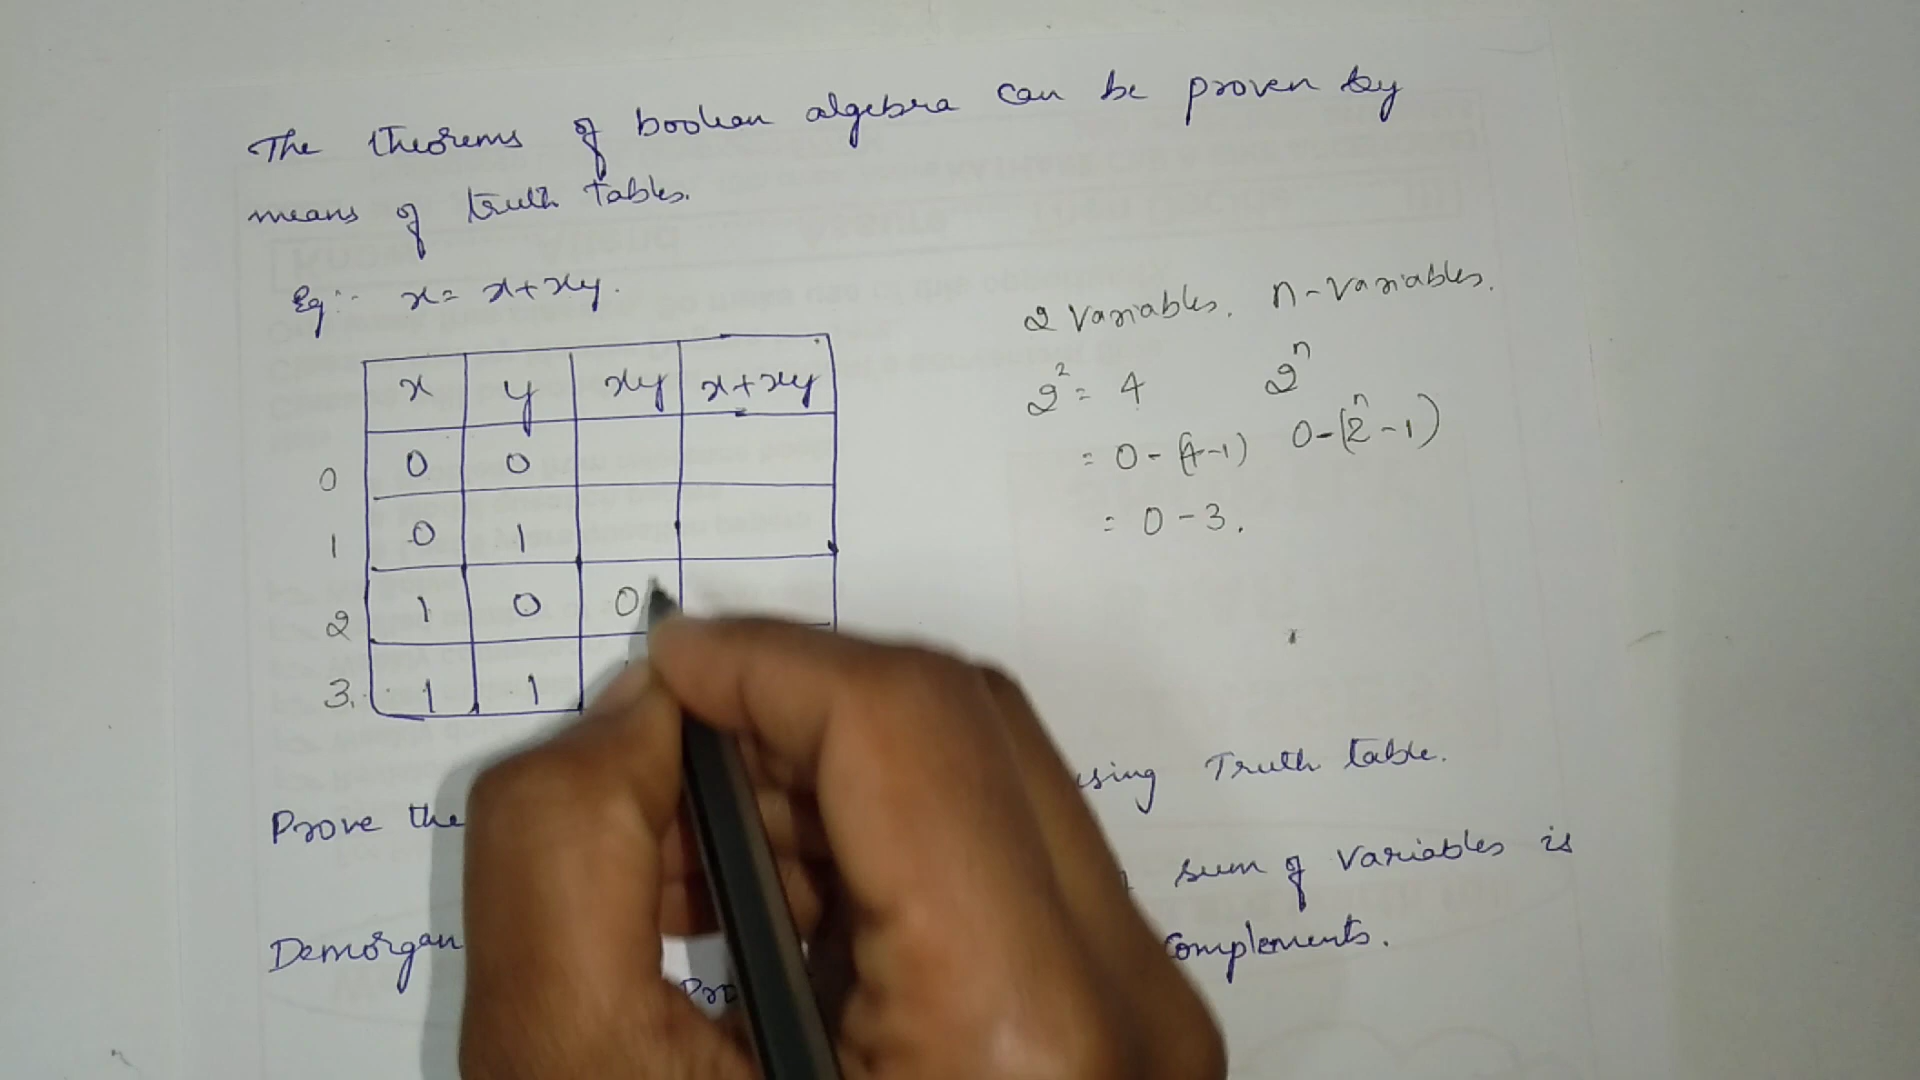 The theorems of boolean algebra can be proven by
means of truth tables.
Eg:- x = x+xy.
2 variables. n-variables.
2² = 4 2ⁿ
= 0-(4-1) 0-(2ⁿ-1)
= 0-3.
x y xy x+xy
0 0 0
1 0 1
2 1 0 0
3. 1 1
Prove the using Truth table.
sum of variables is
Demorgan complements.